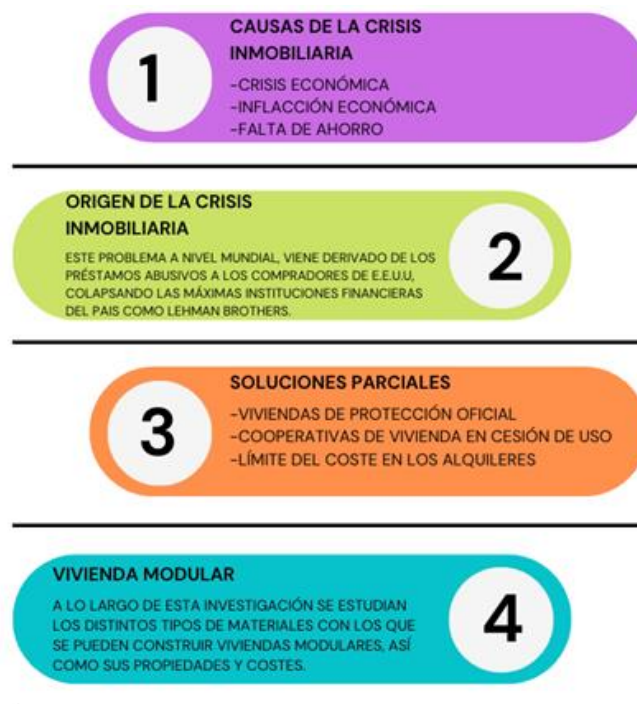 1
CAUSAS DE LA CRISIS
INMOBILIARIA
-CRISIS ECONÓMICA
-INFLACCIÓN ECONÓMICA
-FALTA DE AHORRO
ORIGEN DE LA CRISIS
INMOBILIARIA
ESTE PROBLEMA A NIVEL MUNDIAL, VIENE DERIVADO DE LOS
PRÉSTAMOS ABUSIVOS A LOS COMPRADORES DE E.E.U.U,
COLAPSANDO LAS MÁXIMAS INSTITUCIONES FINANCIERAS
DEL PAIS COMO LEHMAN BROTHERS.
2
3
SOLUCIONES PARCIALES
-VIVIENDAS DE PROTECCIÓN OFICIAL
-COOPERATIVAS DE VIVIENDA EN CESIÓN DE USO
-LÍMITE DEL COSTE EN LOS ALQUILERES
VIVIENDA MODULAR
A LO LARGO DE ESTA INVESTIGACIÓN SE ESTUDIAN
LOS DISTINTOS TIPOS DE MATERIALES CON LOS QUE
SE PUEDEN CONSTRUIR VIVIENDAS MODULARES, ASÍ
COMO SUS PROPIEDADES Y COSTES.
4